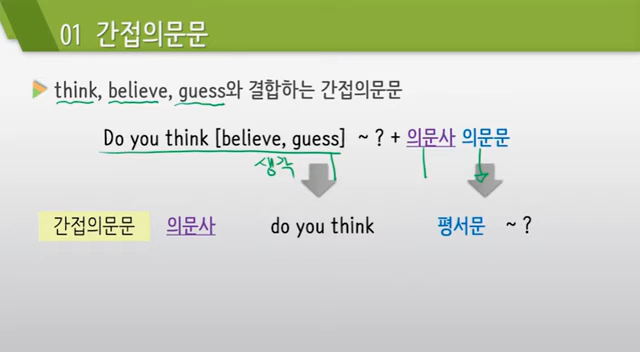 01 간접의문문
think, believe, guess와 결합하는 간접의문문
Do you think [believe, guess] ~ ? + 의문사 의문문
생각
간접의문문 의문사 do you think 평서문 ~ ?